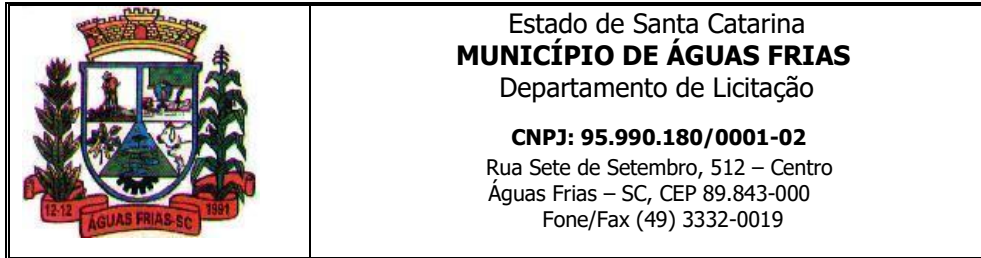 12-12
ÁGUAS FRIAS-SC
1991
Estado de Santa Catarina
MUNICÍPIO DE ÁGUAS FRIAS
Departamento de Licitação
CNPJ: 95.990.180/0001-02
Rua Sete de Setembro, 512 – Centro
Águas Frias – SC, CEP 89.843-000
Fone/Fax (49) 3332-0019